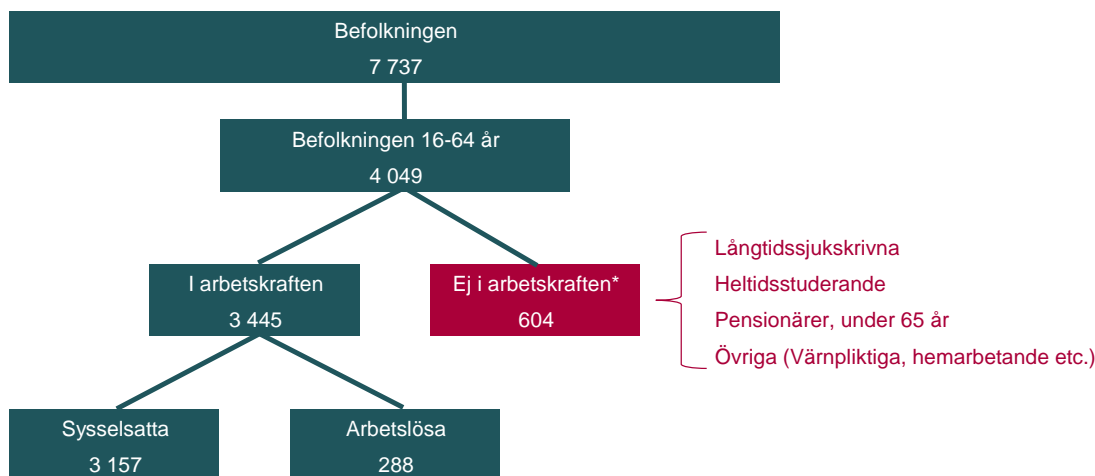 Befolkningen
7 737
Befolkningen 16-64 år
4 049
I arbetskraften
3 445
Ej i arbetskraften*
604
Långtidssjukskrivna
Heltidsstuderande
Pensionärer, under 65 år
Övriga (Värnpliktiga, hemarbetande etc.)
Sysselsatta
3 157
Arbetslösa
288